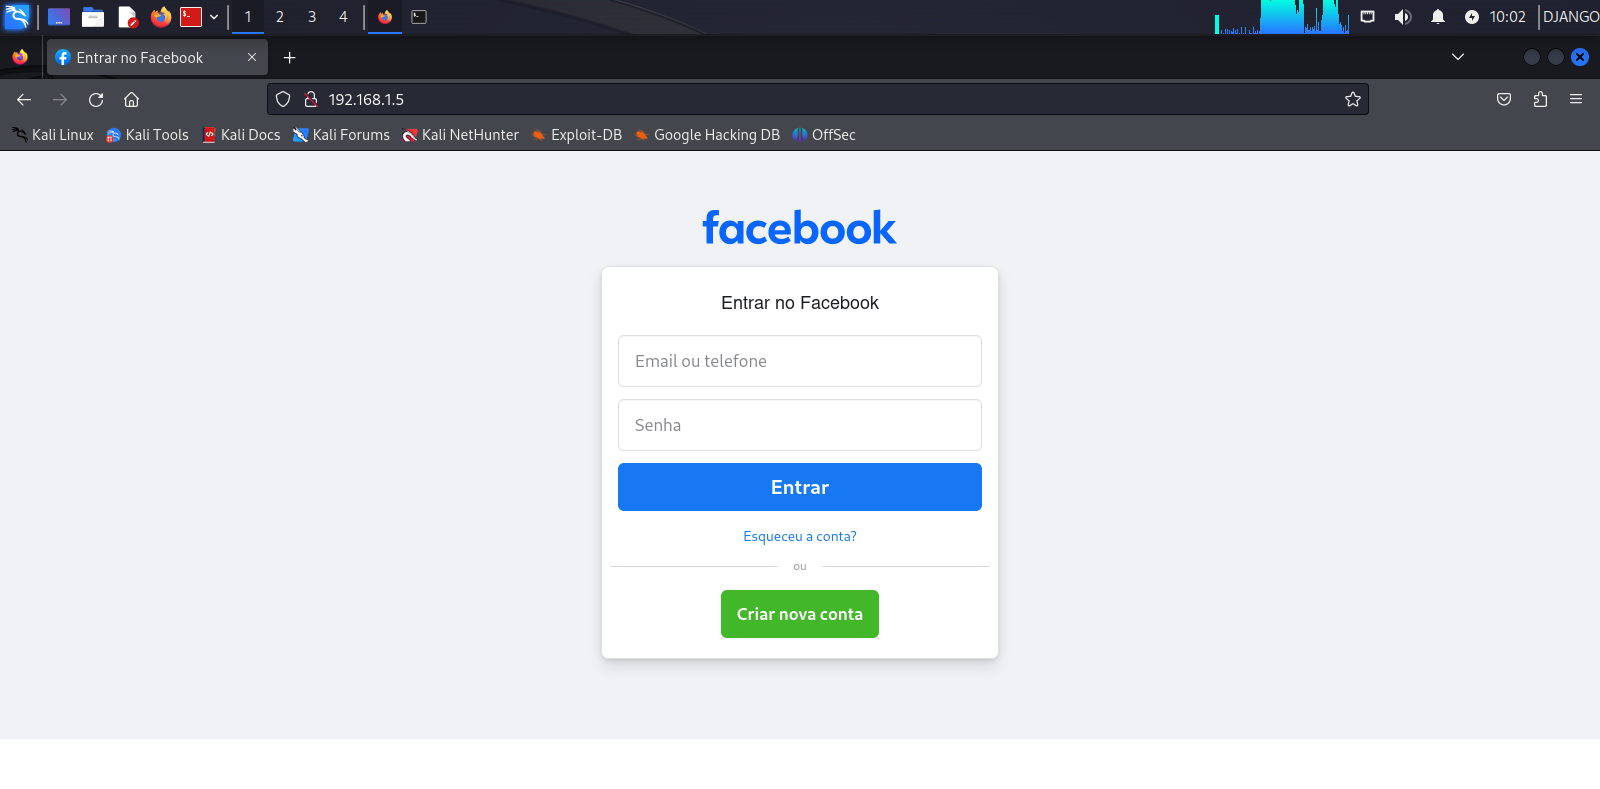 1 2 3 4 10:02 DJANGO
Entrar no Facebook
192.168.1.5
Kali Linux Kali Tools Kali Docs Kali Forums Kali NetHunter Exploit-DB Google Hacking DB OffSec
facebook
Entrar no Facebook
Email ou telefone
Senha
Entrar
Esqueceu a conta?
ou
Criar nova conta